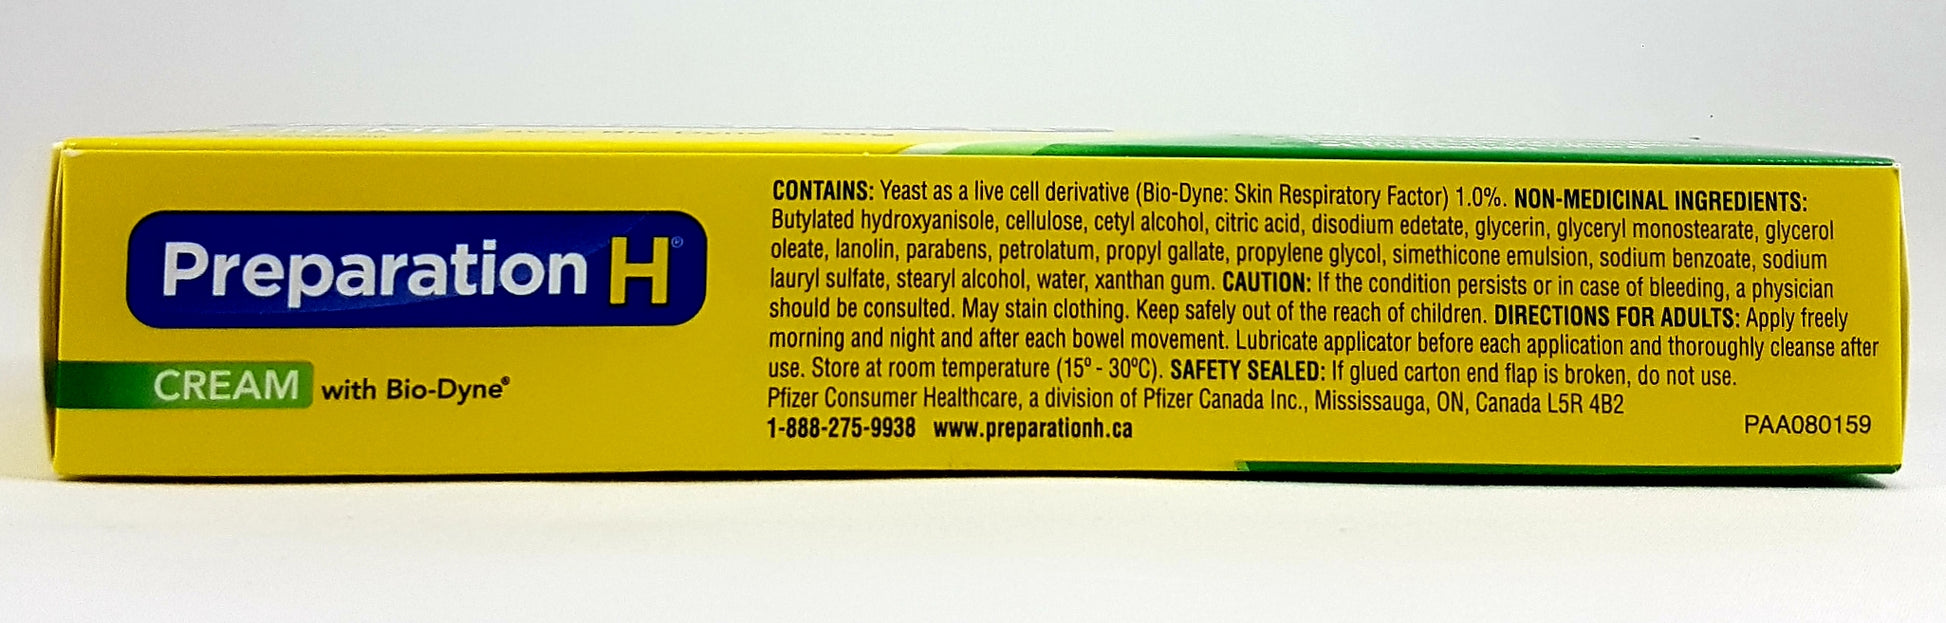 Preparation H®
CREAM with Bio-Dyne®
CONTAINS: Yeast as a live cell derivative (Bio-Dyne: Skin Respiratory Factor) 1.0%. NON-MEDICINAL INGREDIENTS:
Butylated hydroxyanisole, cellulose, cetyl alcohol, citric acid, disodium edetate, glycerin, glyceryl monostearate, glycerol
oleate, lanolin, parabens, petrolatum, propyl gallate, propylene glycol, simethicone emulsion, sodium benzoate, sodium
lauryl sulfate, stearyl alcohol, water, xanthan gum. CAUTION: If the condition persists or in case of bleeding, a physician
should be consulted. May stain clothing. Keep safely out of the reach of children. DIRECTIONS FOR ADULTS: Apply freely
morning and night and after each bowel movement. Lubricate applicator before each application and thoroughly cleanse after
use. Store at room temperature (15º - 30ºC). SAFETY SEALED: If glued carton end flap is broken, do not use.
Pfizer Consumer Healthcare, a division of Pfizer Canada Inc., Mississauga, ON, Canada L5R 4B2
1-888-275-9938 www.preparationh.ca
PAA080159